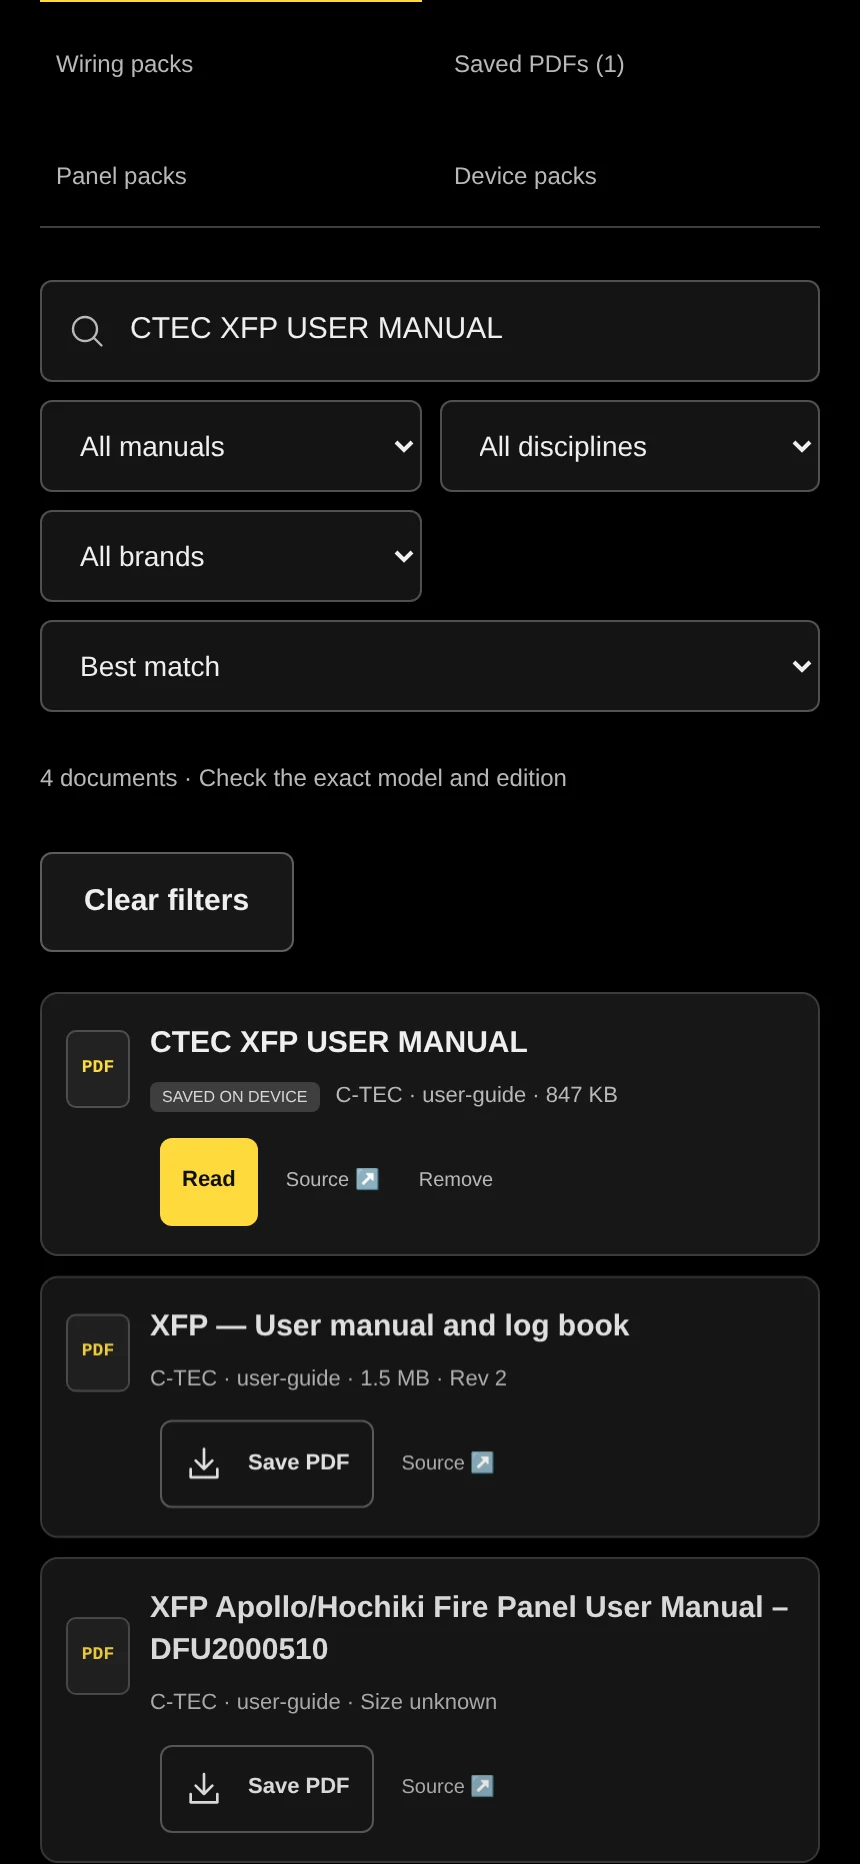 Wiring packs
Saved PDFs (1)
Panel packs
Device packs
CTEC XFP USER MANUAL
All manuals
All disciplines
All brands
Best match
4 documents · Check the exact model and edition
Clear filters
PDF
CTEC XFP USER MANUAL
SAVED ON DEVICE C-TEC · user-guide · 847 KB
Read Source ↗️ Remove
PDF
XFP — User manual and log book
C-TEC · user-guide · 1.5 MB · Rev 2
Save PDF Source ↗️
PDF
XFP Apollo/Hochiki Fire Panel User Manual –
DFU2000510
C-TEC · user-guide · Size unknown
Save PDF Source ↗️